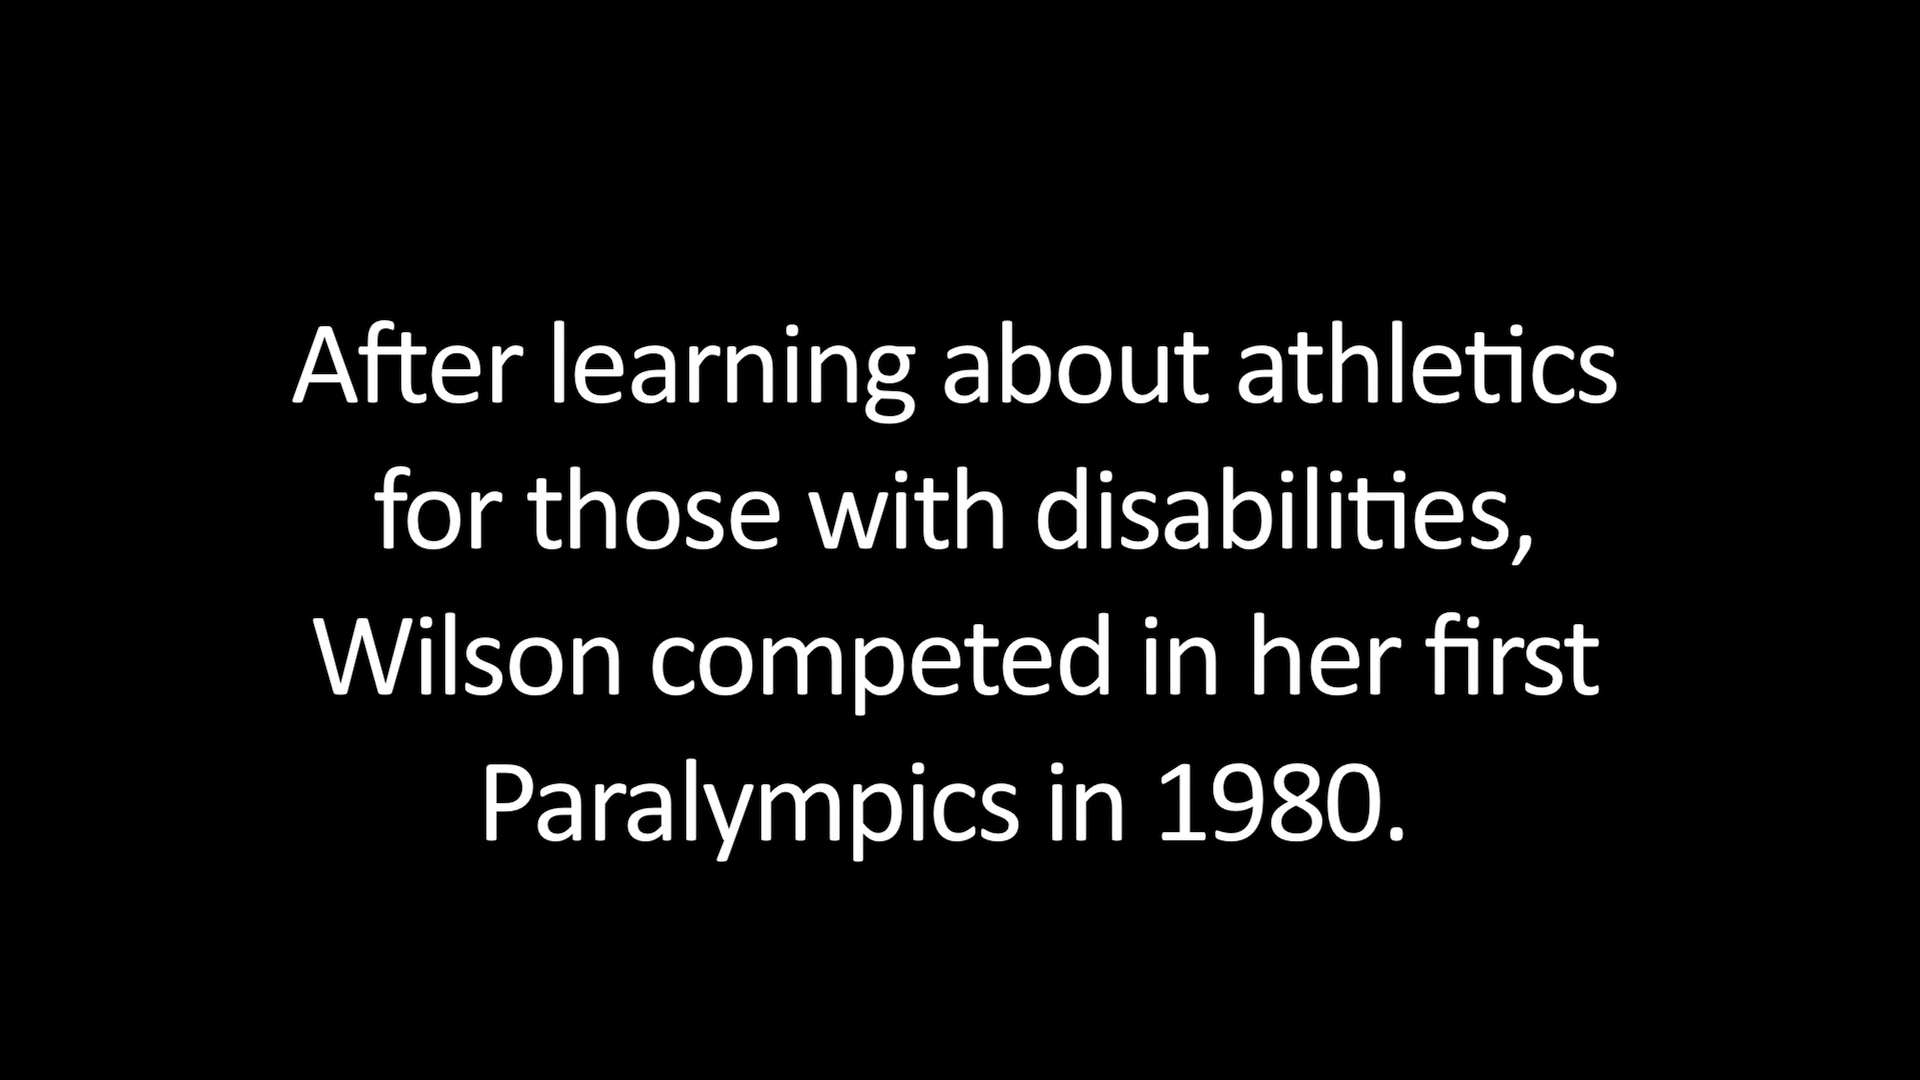 After learning about athletics
for those with disabilities,
Wilson competed in her first
Paralympics in 1980.